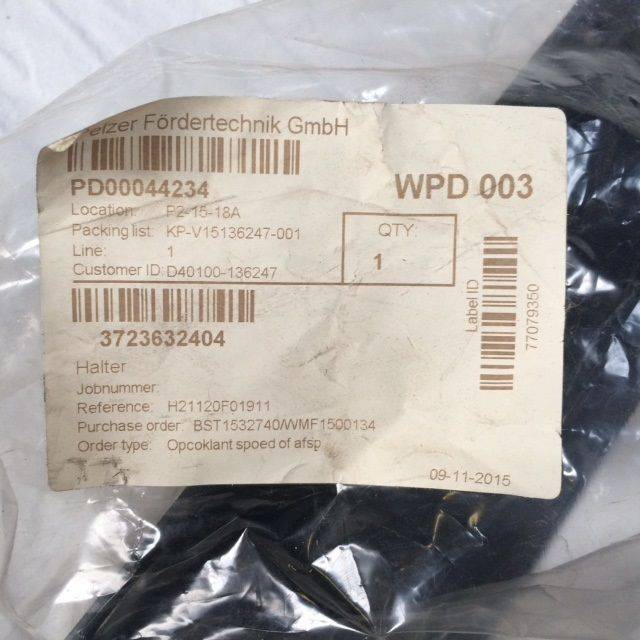 Fördertechnik GmbH
PD00044234
WPD 003
Location: F2-15-18A
Packing list: KP-V15136247-001
Line: 1
Customer ID: D40100-136247
QTY:
1
Label ID
77079350
3723632404
Halter
Jobnummer:
Reference: H21120F01911
Purchase order: BST1532740/WMF1500134
Order type: Opcoklant spoed of afsp
09-11-2015